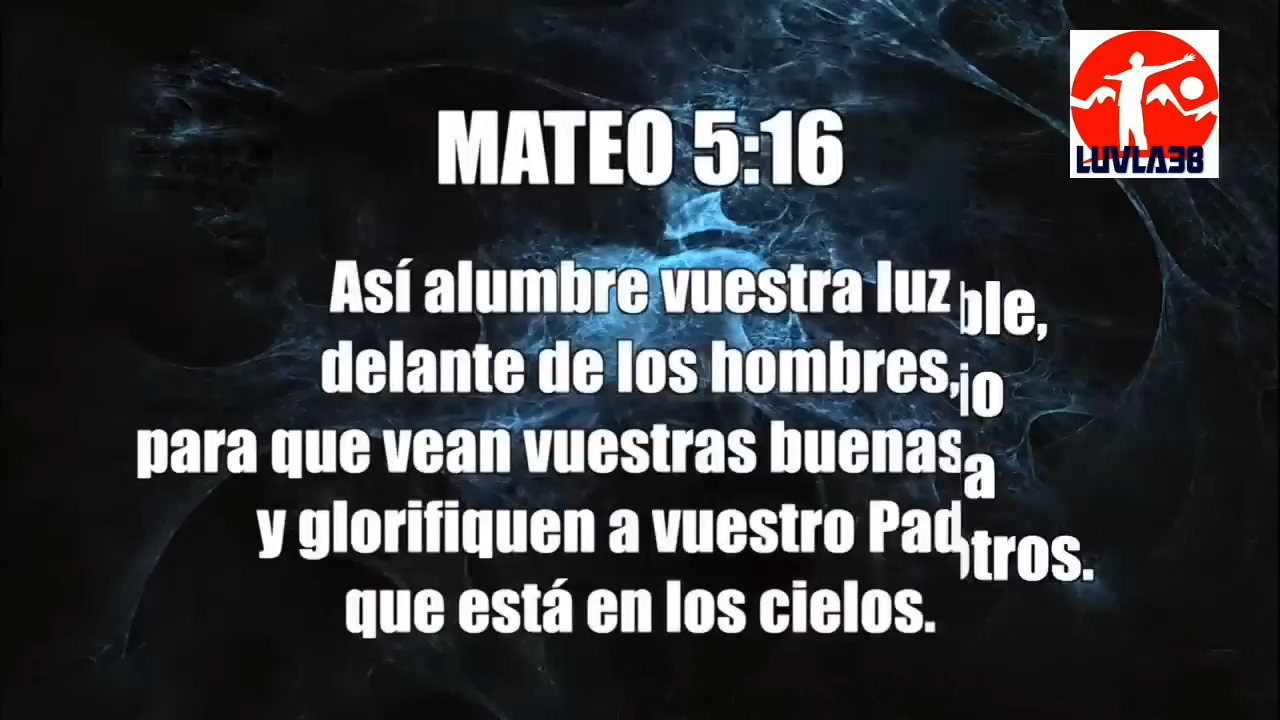 LUVLA38
MATEO 5:16
Así alumbre vuestra luz
delante de los hombres,
para que vean vuestras buenas
y glorifiquen a vuestro
que está en los cielos.